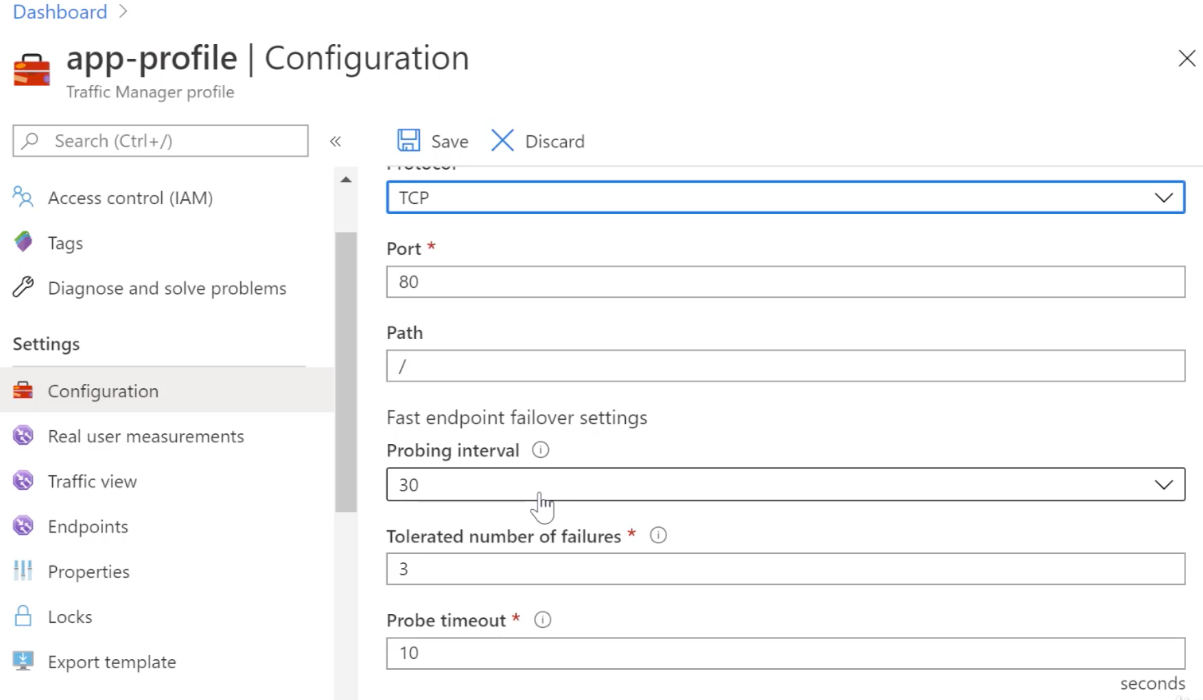 Dashboard >
app-profile | Configuration
Traffic Manager profile
Search (Ctrl+/)
«
Save
Discard
Access control (IAM)
Tags
Diagnose and solve problems
Settings
Configuration
Real user measurements
Traffic view
Endpoints
Properties
Locks
Export template
Protocol
TCP
Port *
80
Path
/
Fast endpoint failover settings
Probing interval
30
Tolerated number of failures *
3
Probe timeout *
10
seconds